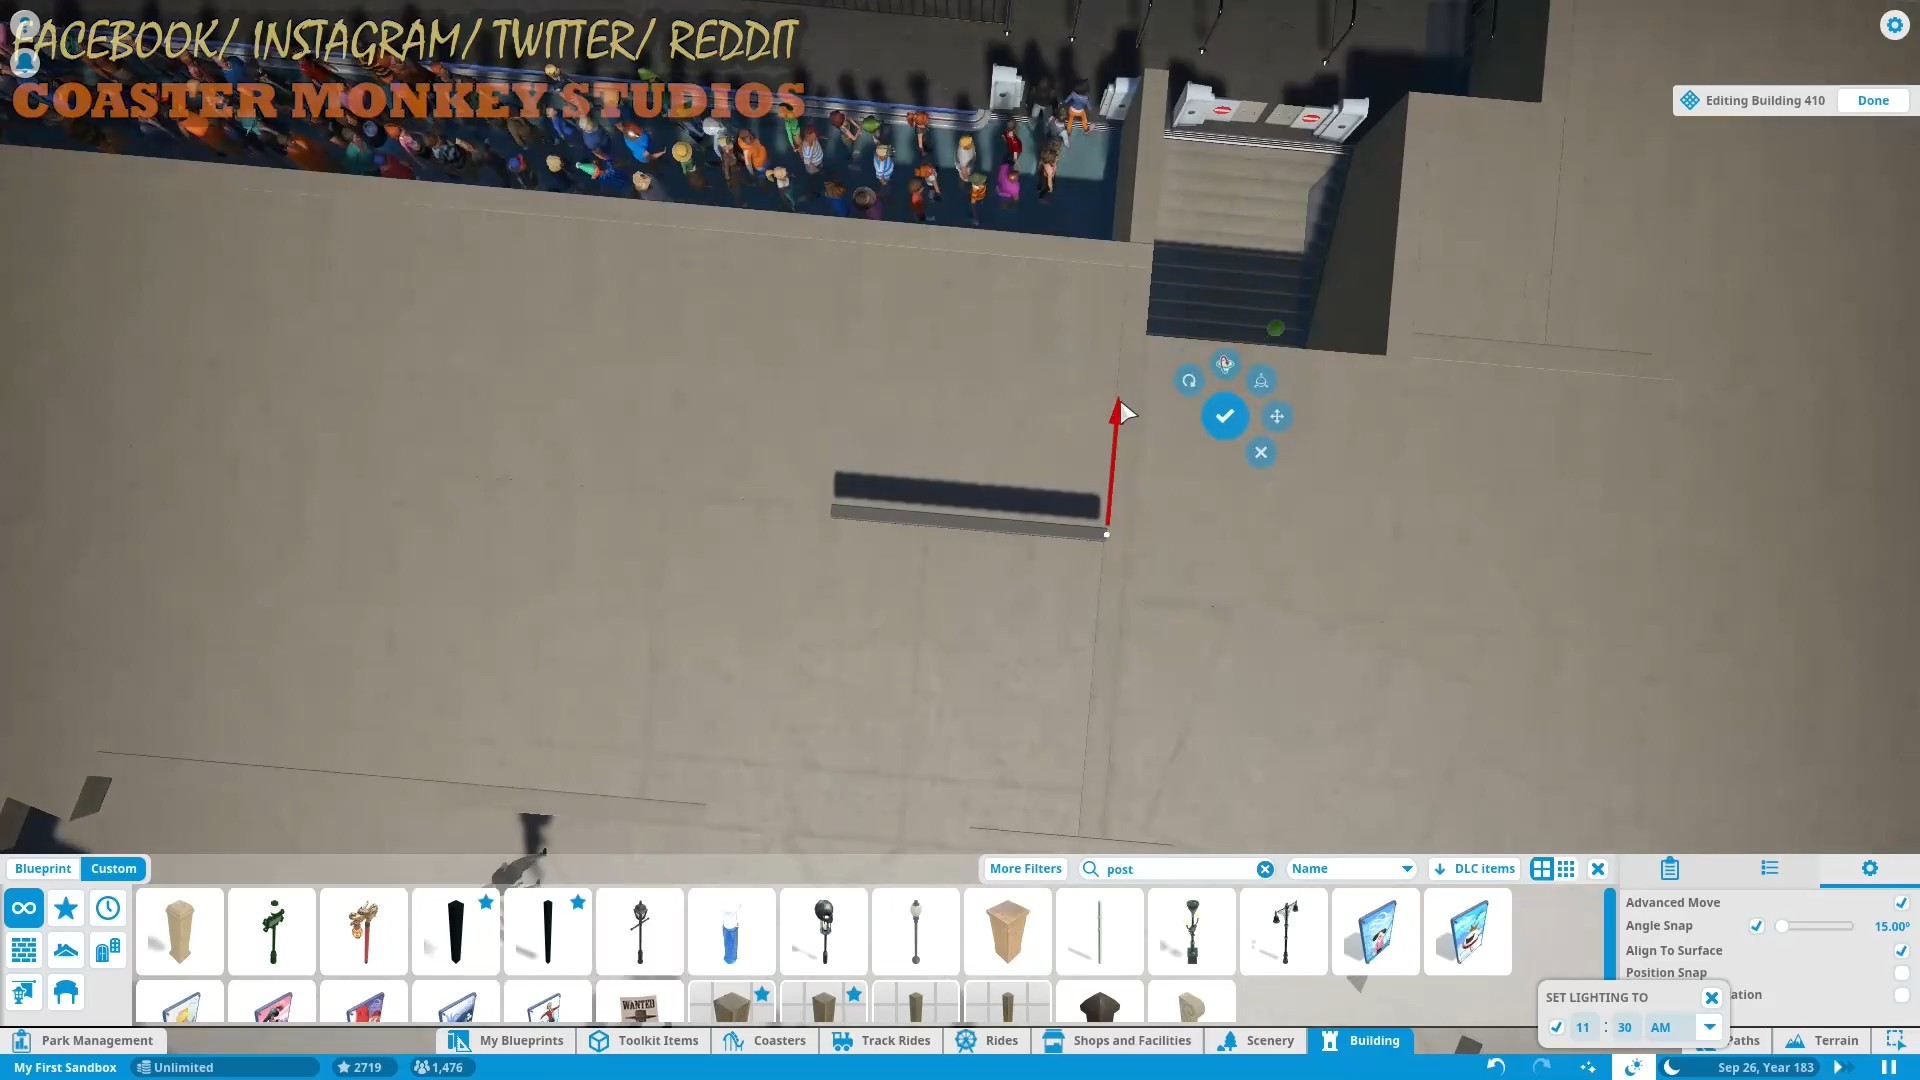 FACEBOOK/ INSTAGRAM/ TWITTER/ REDDIT
COASTER MONKEY STUDIOS
Editing Building 410
Done
Blueprint
Custom
More Filters
post
Name
DLC items
Advanced Move
Angle Snap
15.00°
Align To Surface
Position Snap
ation
SET LIGHTING TO
11 : 30 AM
WANTED
Park Management
My Blueprints
Toolkit Items
Coasters
Track Rides
Rides
Shops and Facilities
Scenery
Building
Paths
Terrain
My First Sandbox
Unlimited
2719
1,476
Sep 26, Year 183